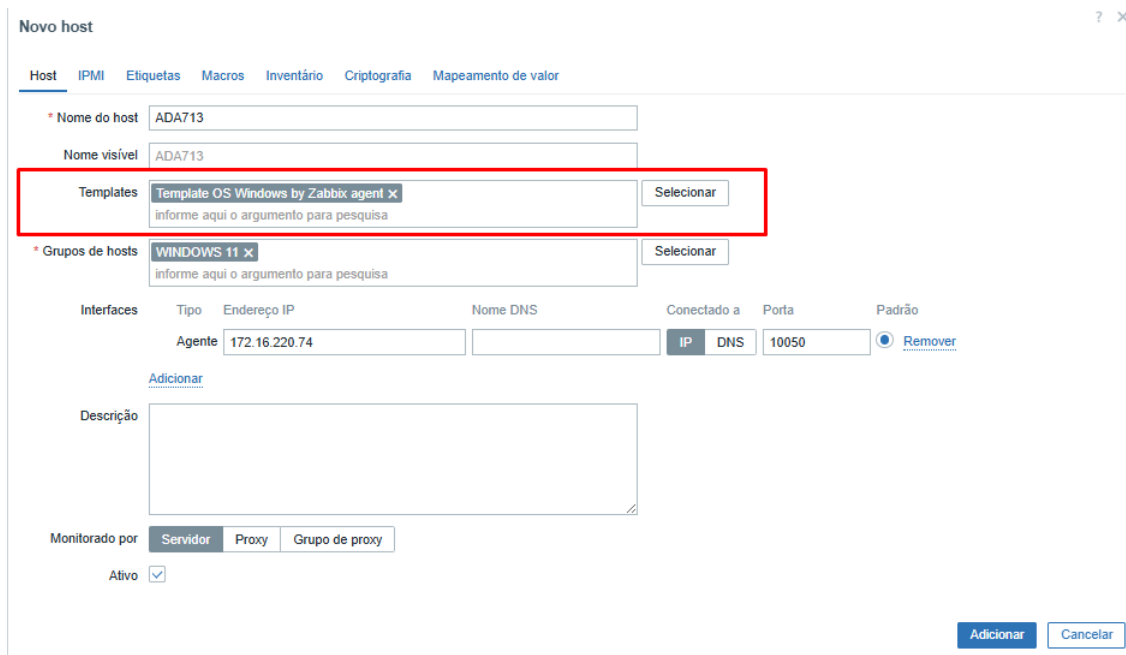 Novo host
? ×
Host IPMI Etiquetas Macros Inventário Criptografia Mapeamento de valor
* Nome do host ADA713
Nome visível ADA713
Templates Template OS Windows by Zabbix agent × Selecionar
informe aqui o argumento para pesquisa
* Grupos de hosts WINDOWS 11 × Selecionar
informe aqui o argumento para pesquisa
Interfaces Tipo Endereço IP Nome DNS Conectado a Porta Padrão
Agente 172.16.220.74 IP DNS 10050 Remover
Adicionar
Descrição
Monitorado por Servidor Proxy Grupo de proxy
Ativo
Adicionar Cancelar